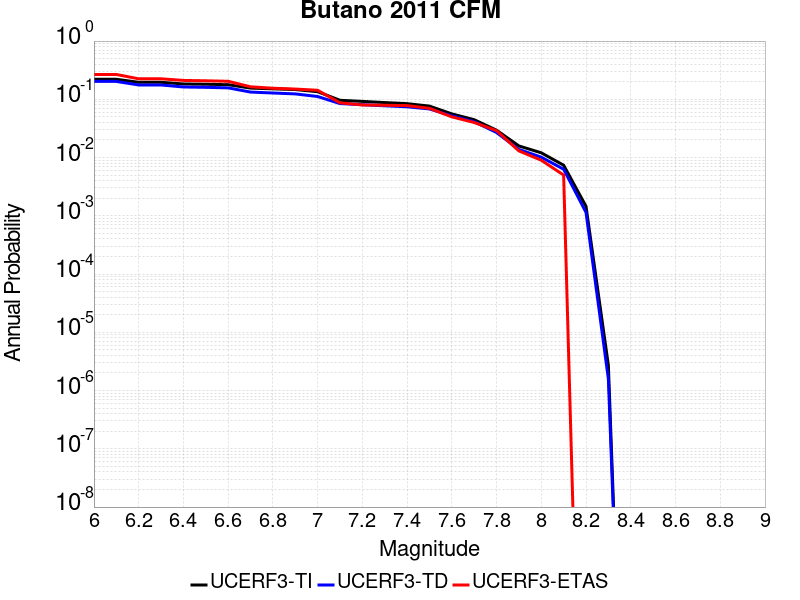 Butano 2011 CFM
10^0
10^-1
10^-2
10^-3
10^-4
10^-5
10^-6
10^-7
10^-8
Annual Probability
6 6.2 6.4 6.6 6.8 7 7.2 7.4 7.6 7.8 8 8.2 8.4 8.6 8.8 9
Magnitude
UCERF3-TI UCERF3-TD UCERF3-ETAS